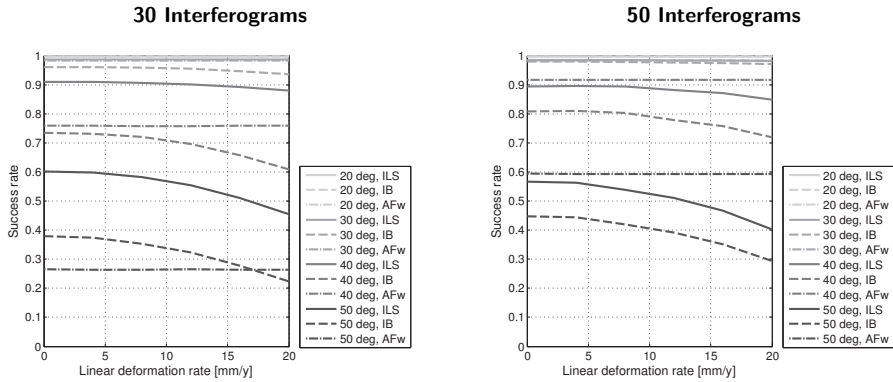 30 Interferograms
1
0.9
0.8
0.7
0.6
0.5
0.4
0.3
0.2
0.1
0
Success rate
0 5 10 15 20
Linear deformation rate [mm/y]
20 deg, ILS
20 deg, IB
20 deg, AFw
30 deg, ILS
30 deg, IB
30 deg, AFw
40 deg, ILS
40 deg, IB
40 deg, AFw
50 deg, ILS
50 deg, IB
50 deg, AFw
50 Interferograms
1
0.9
0.8
0.7
0.6
0.5
0.4
0.3
0.2
0.1
0
Success rate
0 5 10 15 20
Linear deformation rate [mm/y]
20 deg, ILS
20 deg, IB
20 deg, AFw
30 deg, ILS
30 deg, IB
30 deg, AFw
40 deg, ILS
40 deg, IB
40 deg, AFw
50 deg, ILS
50 deg, IB
50 deg, AFw